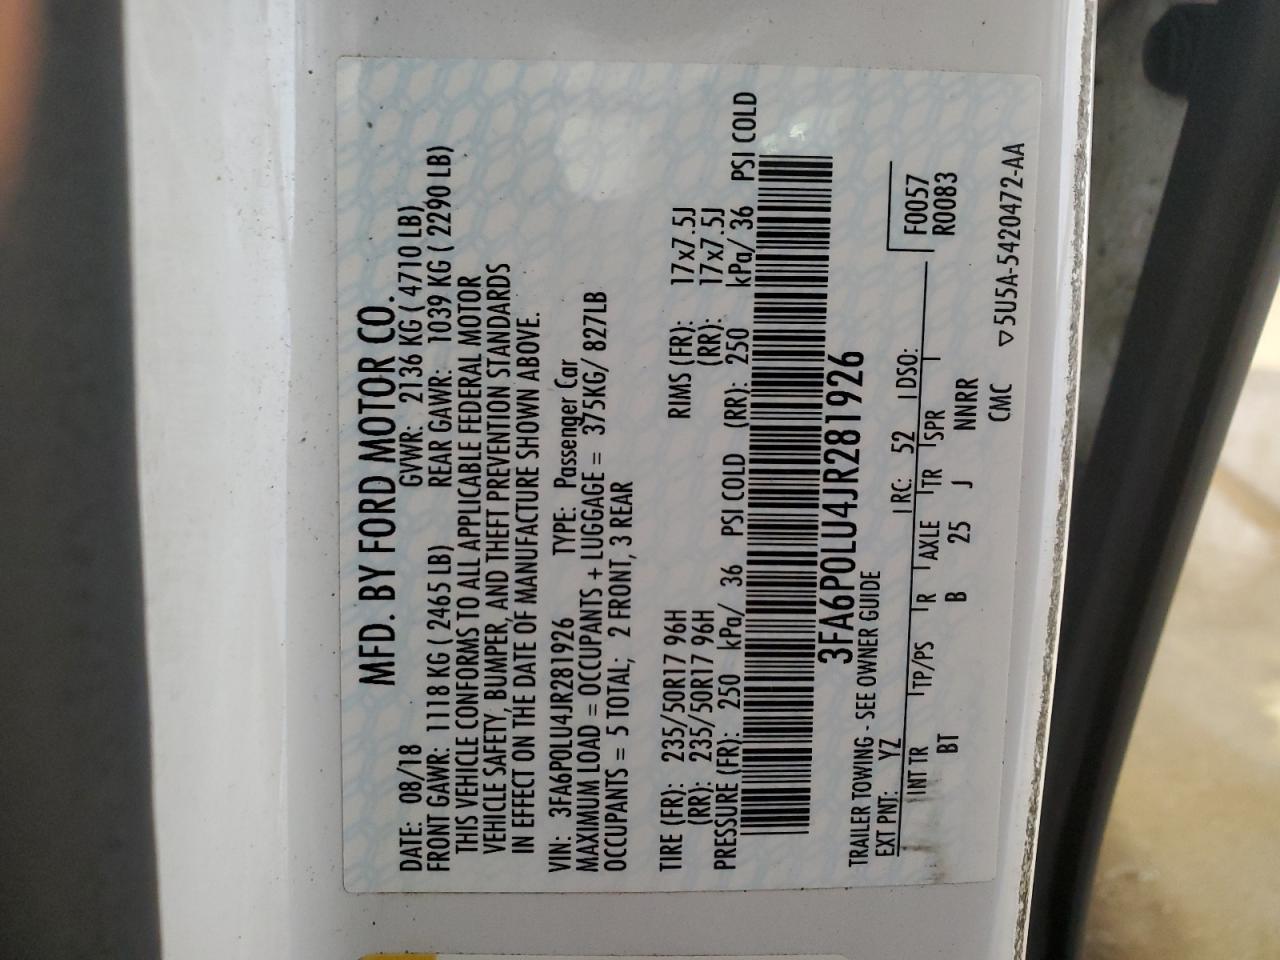 MFD. BY FORD MOTOR CO.
DATE: 08/18 GVWR: 2136 KG ( 4710 LB)
FRONT GAWR: 1118 KG ( 2465 LB) REAR GAWR: 1039 KG ( 2290 LB)
THIS VEHICLE CONFORMS TO ALL APPLICABLE FEDERAL MOTOR
VEHICLE SAFETY, BUMPER, AND THEFT PREVENTION STANDARDS
IN EFFECT ON THE DATE OF MANUFACTURE SHOWN ABOVE.
VIN: 3FA6P0LU4JR281926 TYPE: Passenger Car
MAXIMUM LOAD = OCCUPANTS + LUGGAGE = 375KG/ 827LB
OCCUPANTS = 5 TOTAL; 2 FRONT, 3 REAR
TIRE (FR): 235/50R17 96H RIMS (FR): 17x7.5J
(RR): 235/50R17 96H (RR): 17x7.5J
PRESSURE (FR): 250 kPa/ 36 PSI COLD (RR): 250 kPa/ 36 PSI COLD
3FA6P0LU4JR281926
TRAILER TOWING - SEE OWNER GUIDE
EXT PNT: YZ RC: 52 DSO: F0057
R0083
INT TR TP/PS R AXLE TR SPR
BT B 25 J NNRR
CMC ▽5U5A-5420472-AA